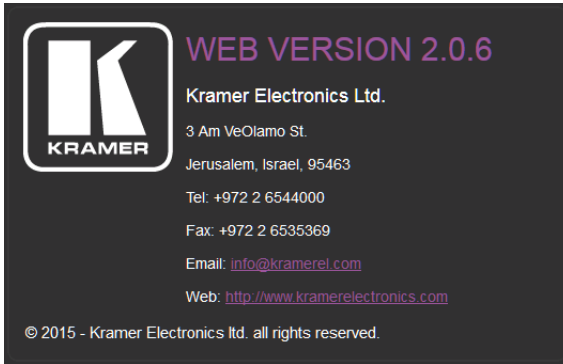 WEB VERSION 2.0.6
KRAMER
Kramer Electronics Ltd.
3 Am VeOlamo St.
Jerusalem, Israel, 95463
Tel: +972 2 6544000
Fax: +972 2 6535369
Email: info@kramerel.com
Web: http://www.kramerelectronics.com
© 2015 - Kramer Electronics ltd. all rights reserved.